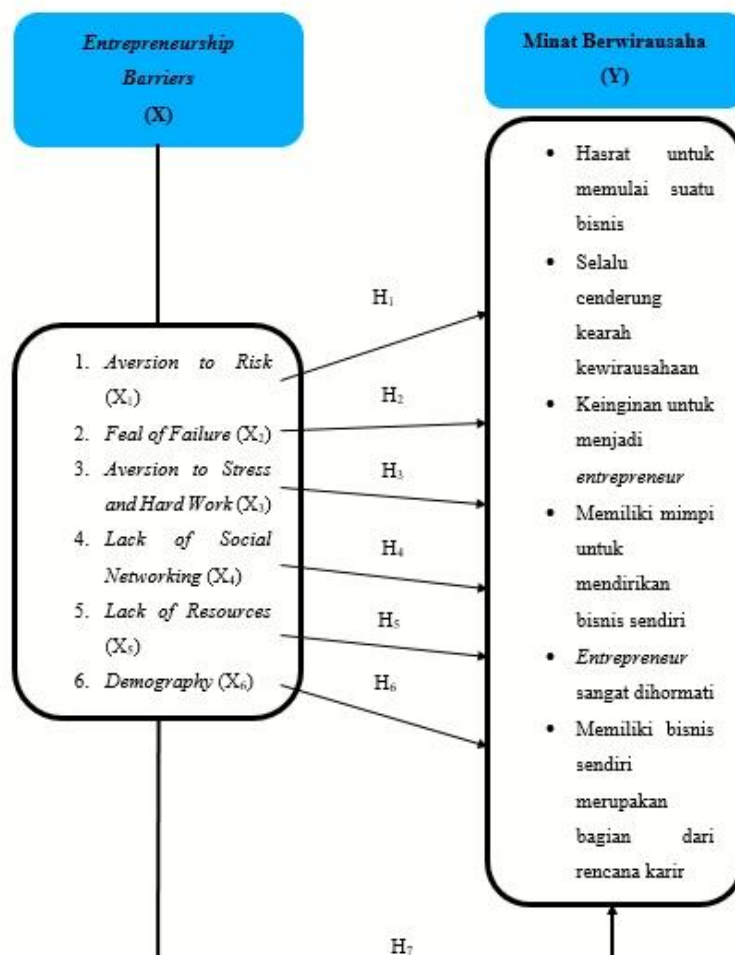 Entrepreneurship
Barriers
(X)
Minat Berwirausaha
(Y)
1. Aversion to Risk
(X₁)
2. Feal of Failure (X₂)
3. Aversion to Stress
and Hard Work (X₃)
4. Lack of Social
Networking (X₄)
5. Lack of Resources
(X₅)
6. Demography (X₆)
H₁
H₂
H₃
H₄
H₅
H₆
• Hasrat untuk
memulai suatu
bisnis
• Selalu
cenderung
kearah
kewirausahaan
• Keinginan untuk
menjadi
entrepreneur
• Memiliki mimpi
untuk
mendirikan
bisnis sendiri
• Entrepreneur
sangat dihormati
• Memiliki bisnis
sendiri
merupakan
bagian dari
rencana karir
H₇